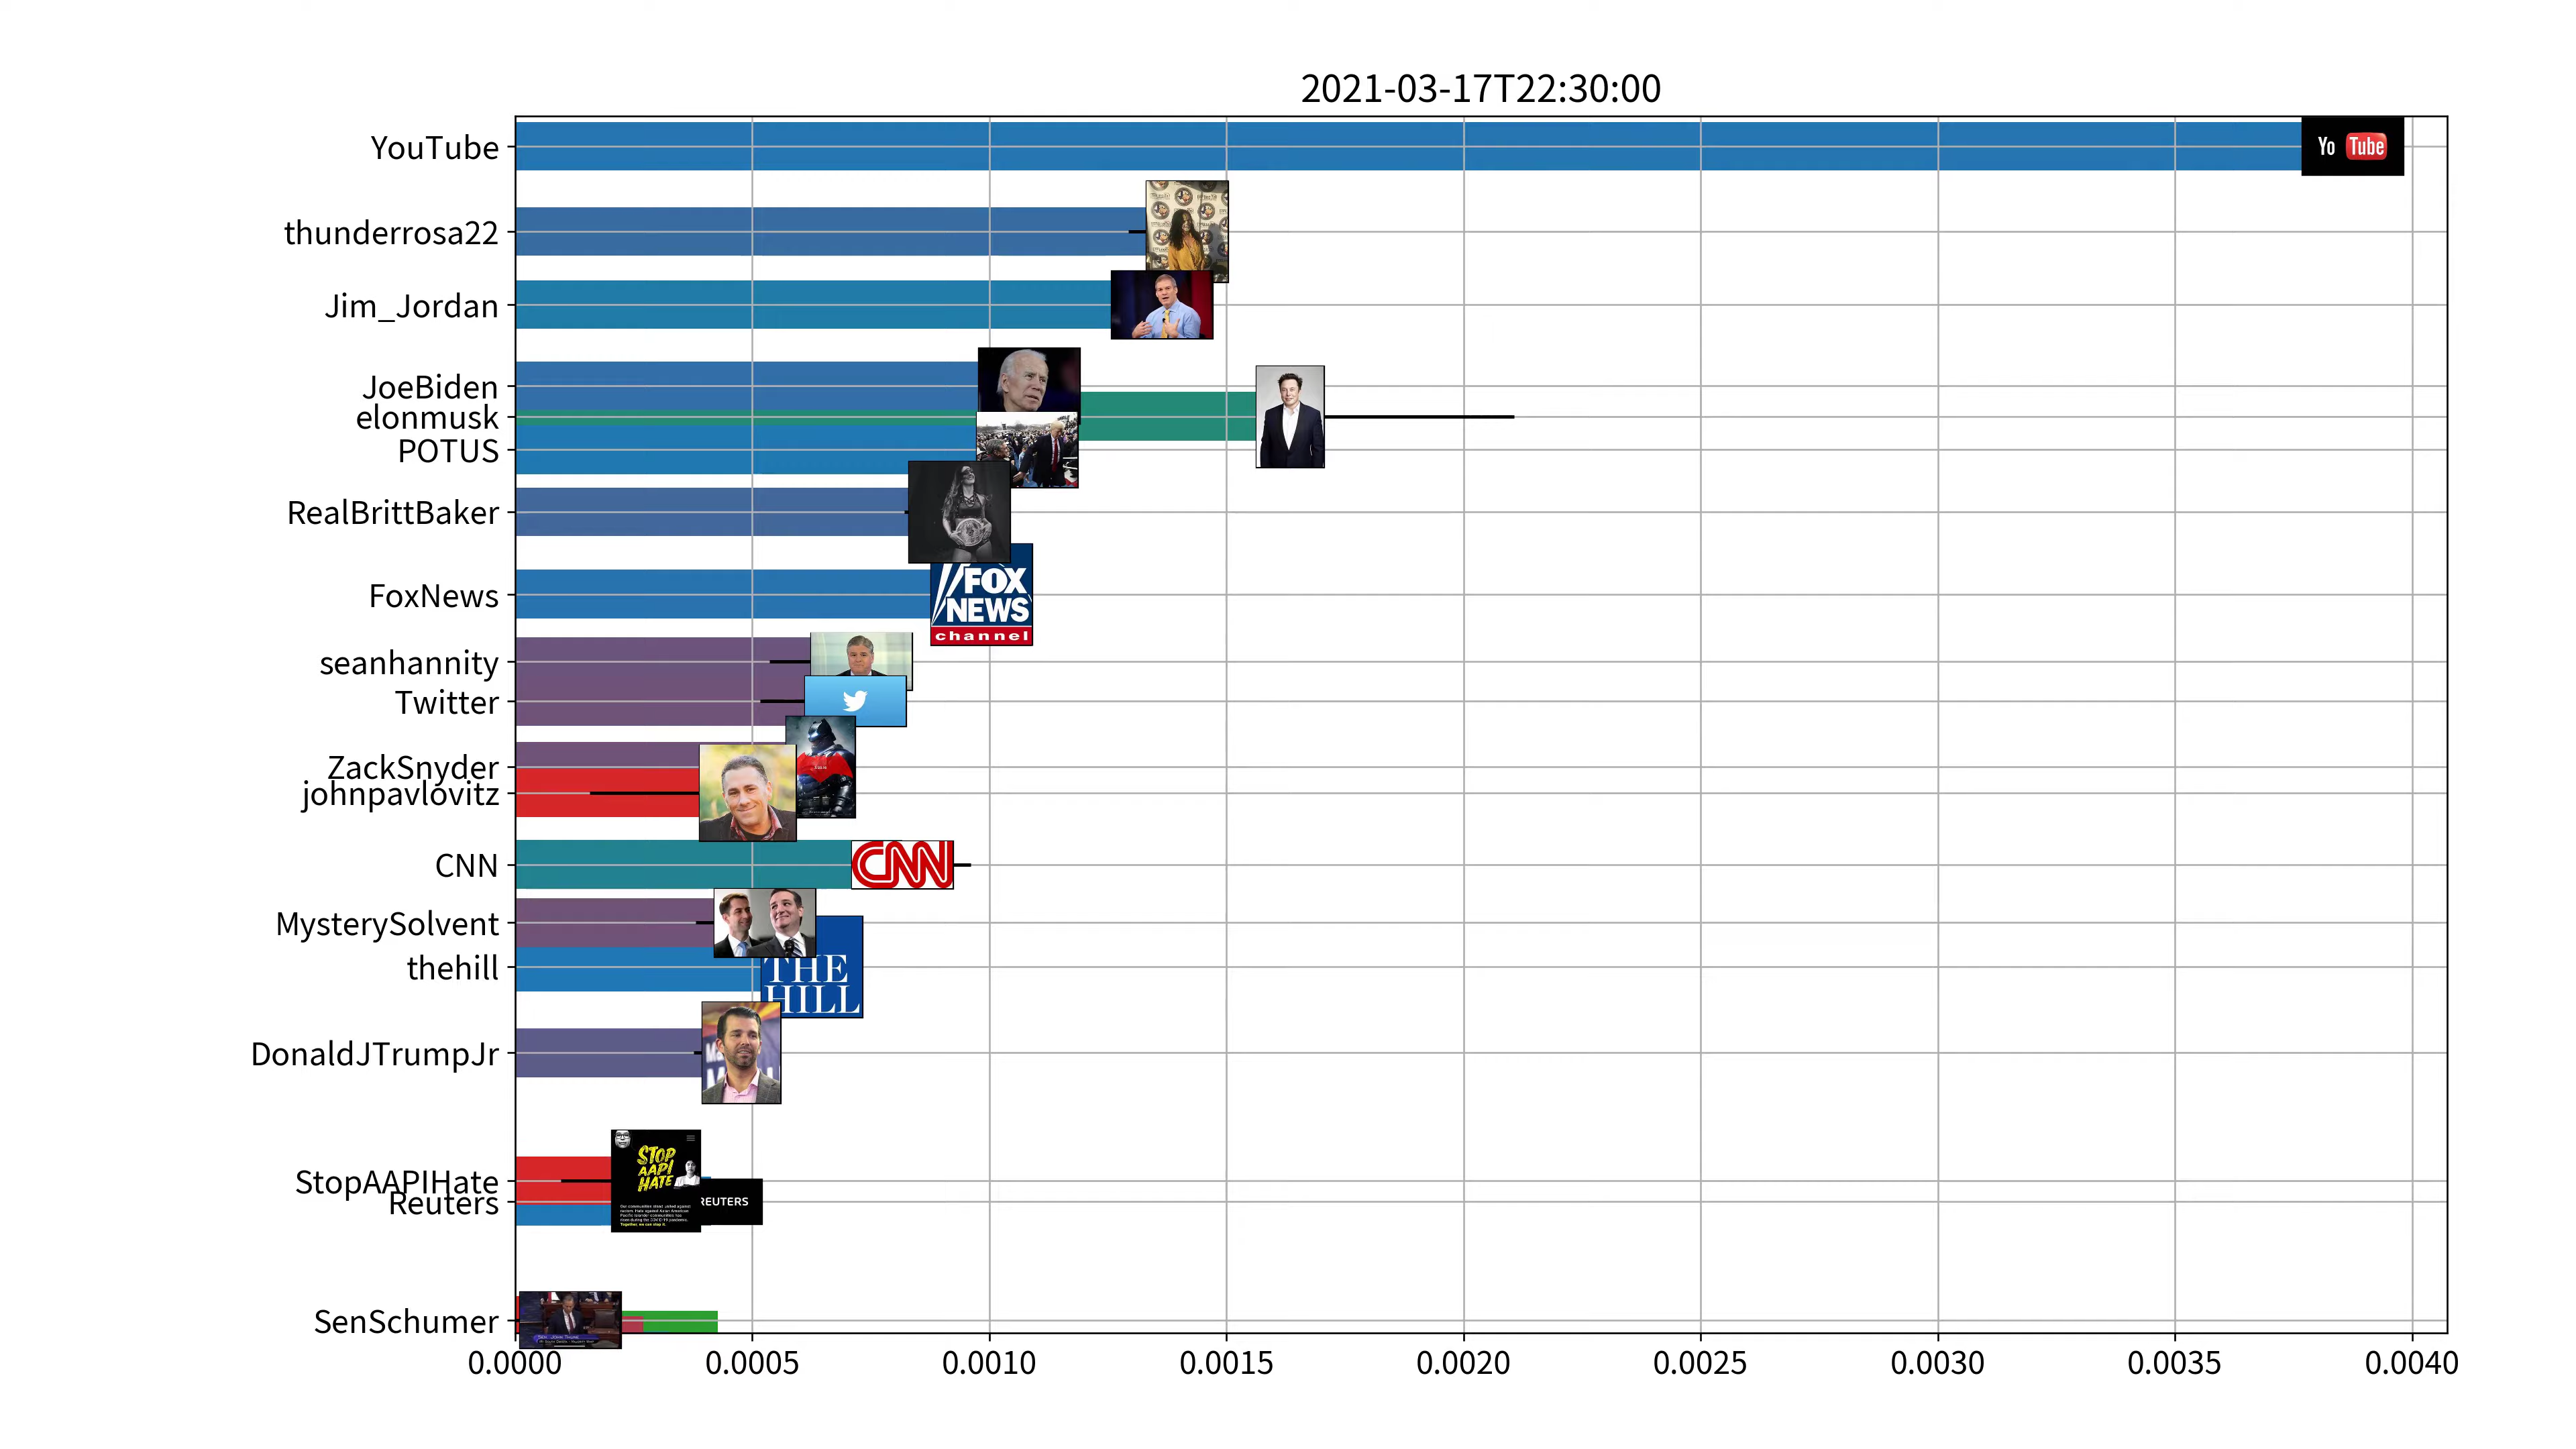 2021-03-17T22:30:00
YouTube
Yo Tube
thunderrosa22
Jim_Jordan
JoeBiden
elonmusk
POTUS
RealBrittBaker
FoxNews
FOX
NEWS
channel
seanhannity
Twitter
ZackSnyder
johnpavlovitz
CNN
CNN
MysterySolvent
thehill
THE
HILL
DonaldJTrumpJr
STOP
AAPI
HATE
StopAAPIHate
Reuters
REUTERS
SenSchumer
0.0000 0.0005 0.0010 0.0015 0.0020 0.0025 0.0030 0.0035 0.0040